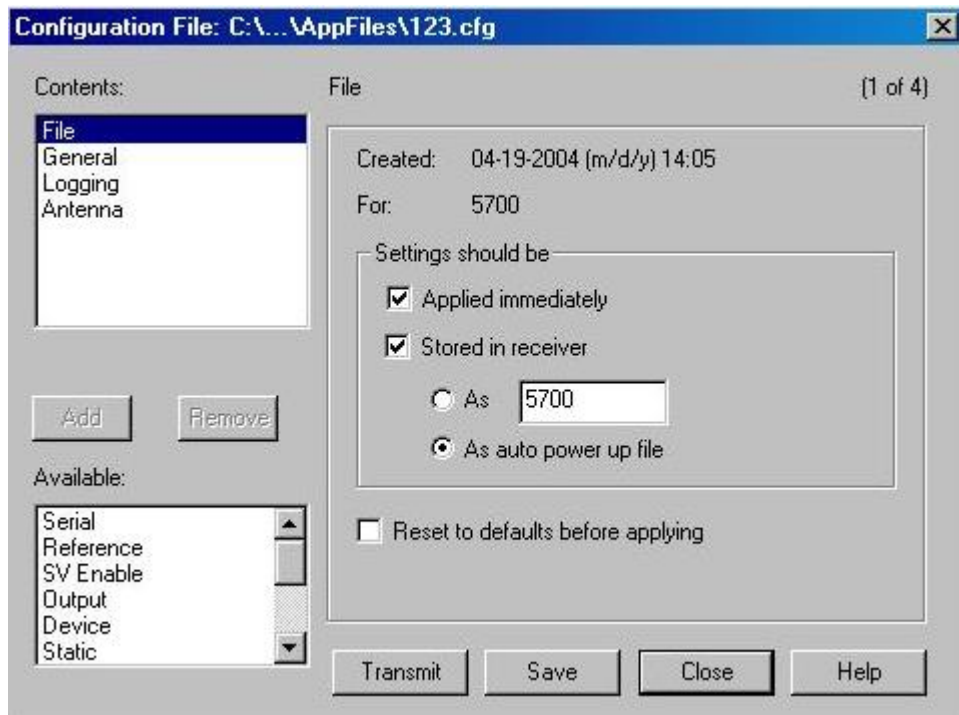 Configuration File: C:\...\AppFiles\123.cfg
Contents:
File
General
Logging
Antenna
Add
Remove
Available:
Serial
Reference
SV Enable
Output
Device
Static
File
(1 of 4)
Created: 04-19-2004 (m/d/y) 14:05
For: 5700
Settings should be
Applied immediately
Stored in receiver
As 5700
As auto power up file
Reset to defaults before applying
Transmit
Save
Close
Help